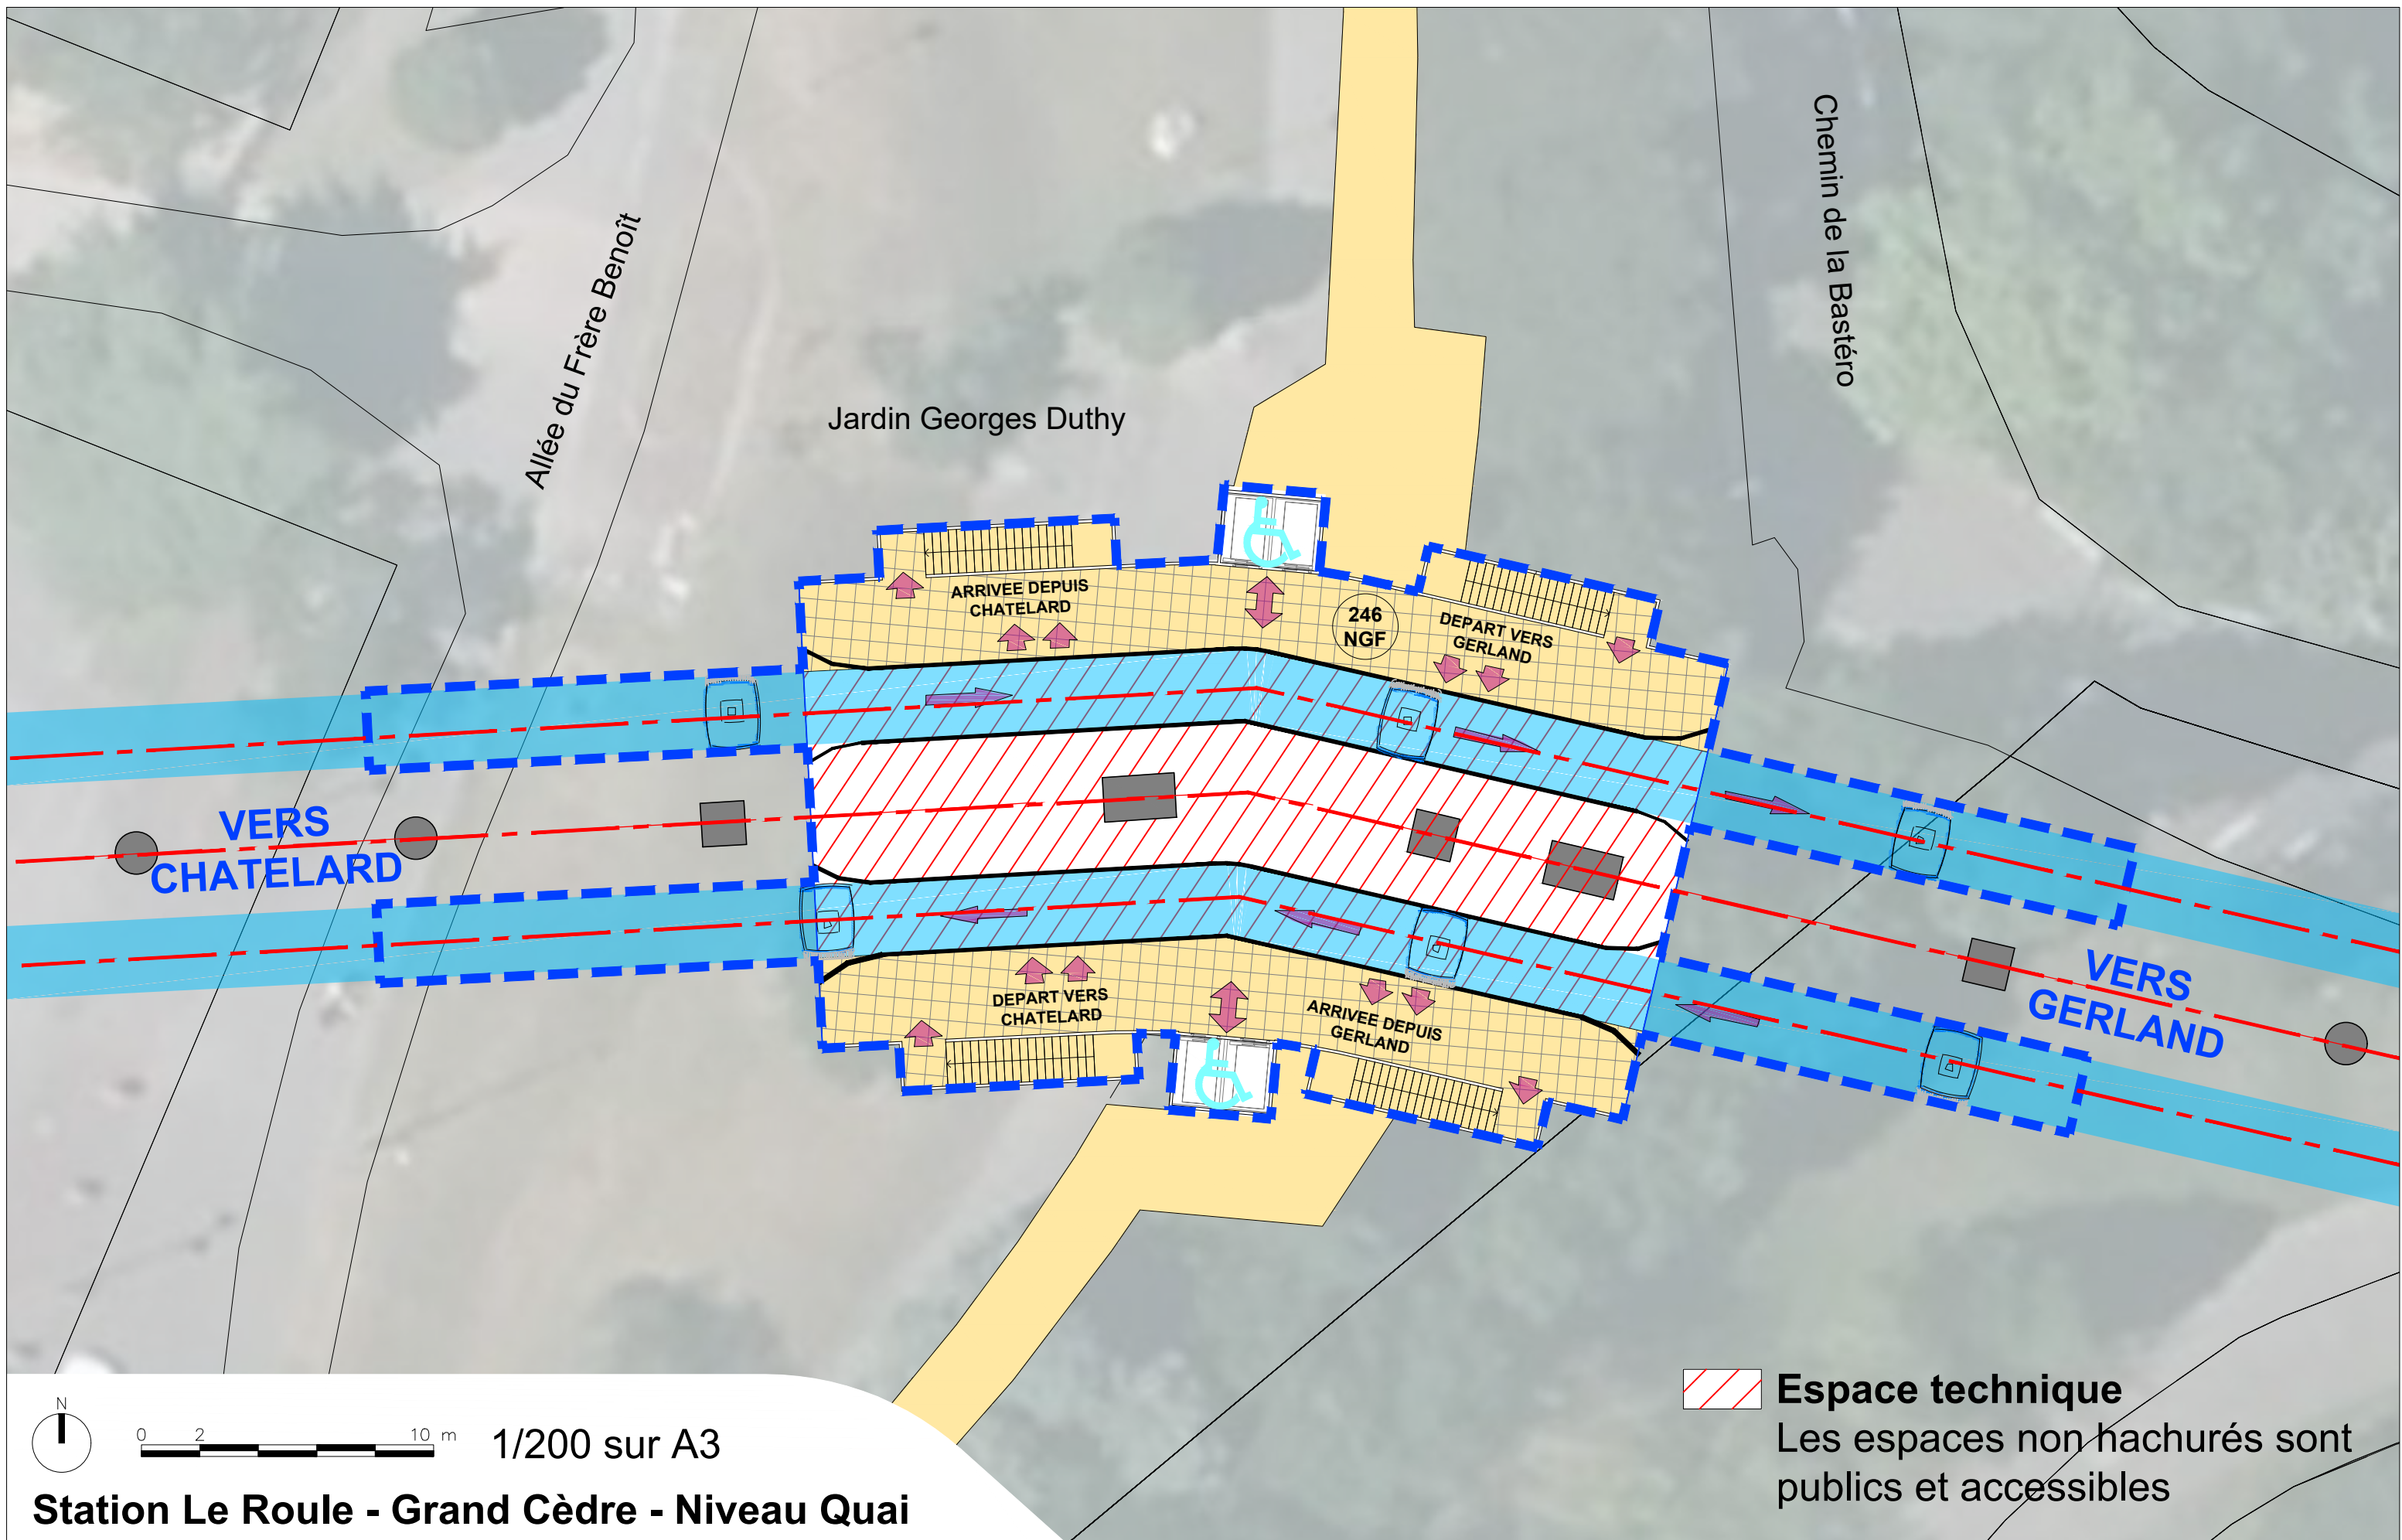 Chemin de la Bastéro
Allée du Frère Benoît
Jardin Georges Duthy
ARRIVEE DEPUIS
CHATELARD
246
NGF
DEPART VERS
GERLAND
VERS
CHATELARD
VERS
GERLAND
DEPART VERS
CHATELARD
ARRIVEE DEPUIS
GERLAND
N
0 2 10 m
1/200 sur A3
Station Le Roule - Grand Cèdre - Niveau Quai
Espace technique
Les espaces non hachurés sont
publics et accessibles